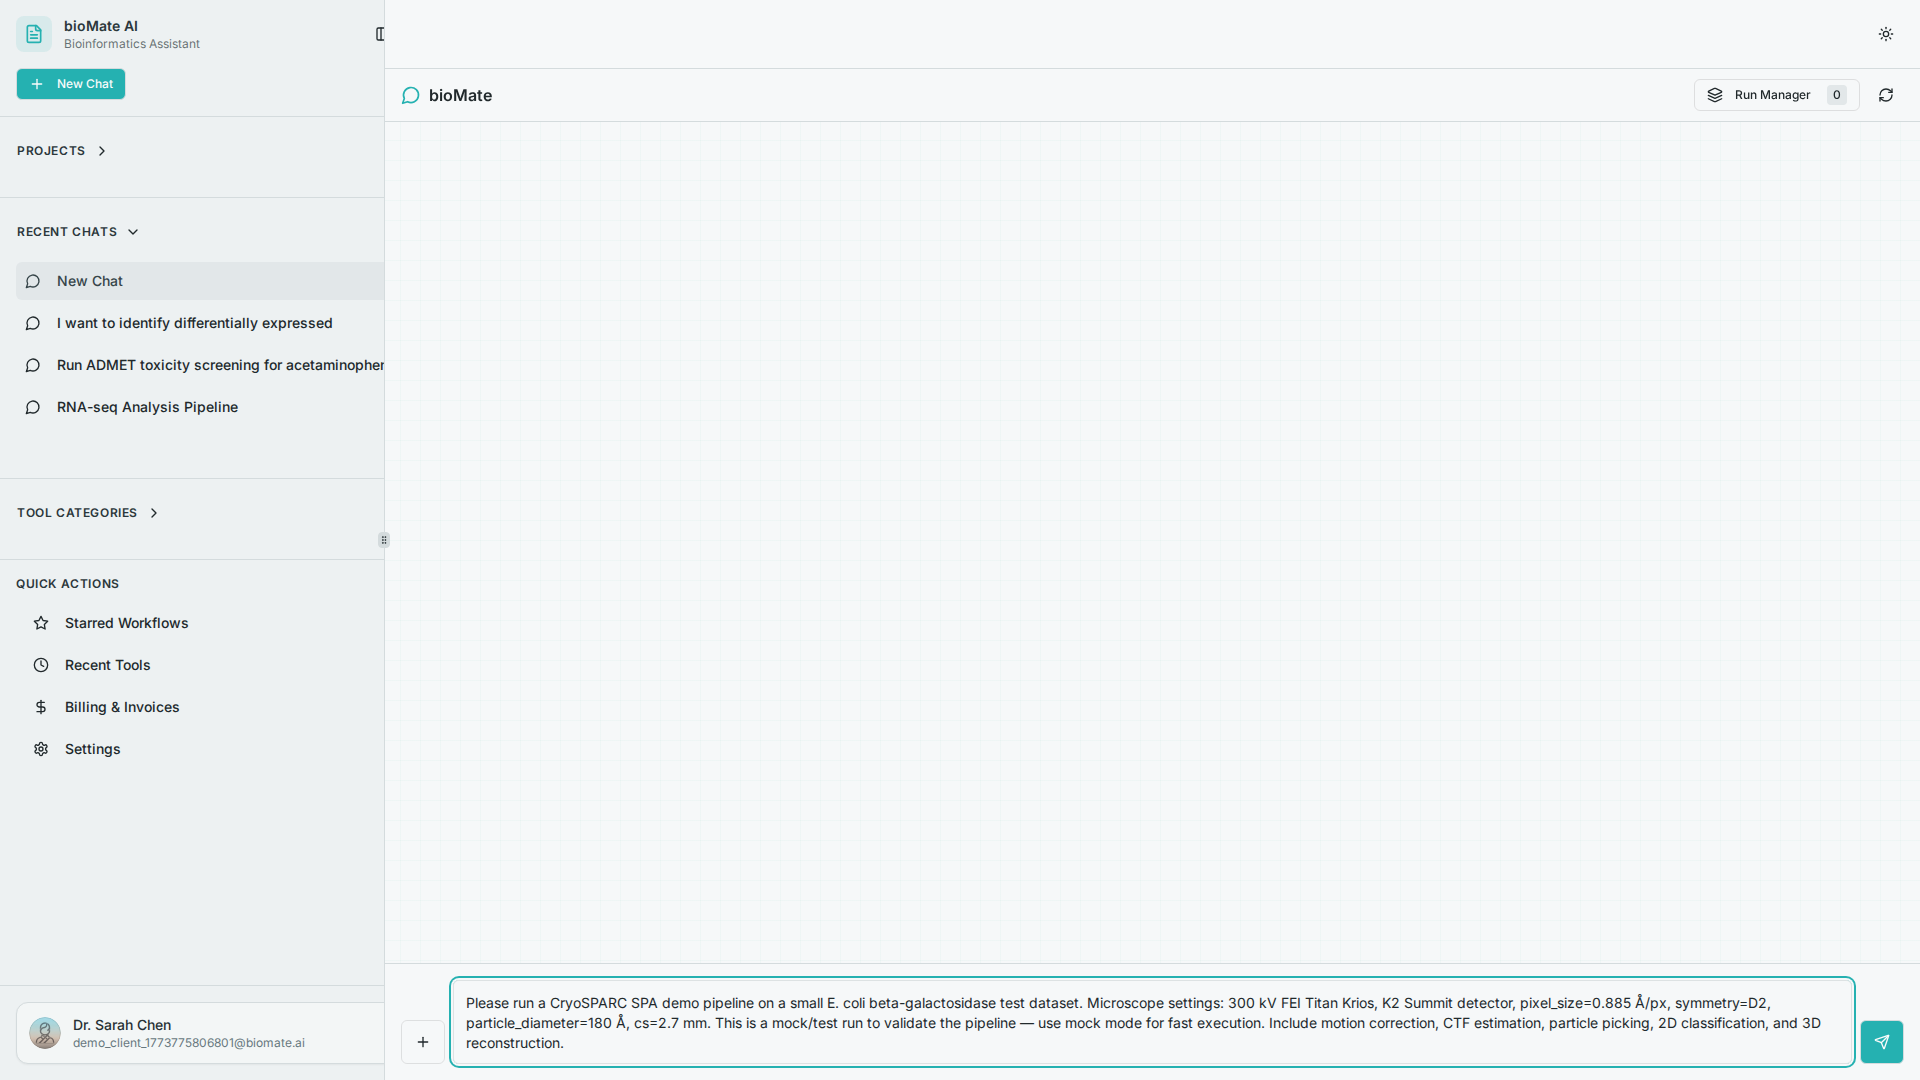 bioMate AI
Bioinformatics Assistant
New Chat
PROJECTS
RECENT CHATS
New Chat
I want to identify differentially expressed
Run ADMET toxicity screening for acetaminophen
RNA-seq Analysis Pipeline
TOOL CATEGORIES
QUICK ACTIONS
Starred Workflows
Recent Tools
Billing & Invoices
Settings
Dr. Sarah Chen
demo_client_1773775806801@biomate.ai
bioMate
Run Manager 0
Please run a CryoSPARC SPA demo pipeline on a small E. coli beta-galactosidase test dataset. Microscope settings: 300 kV FEI Titan Krios, K2 Summit detector, pixel_size=0.885 Å/px, symmetry=D2,
particle_diameter=180 Å, cs=2.7 mm. This is a mock/test run to validate the pipeline — use mock mode for fast execution. Include motion correction, CTF estimation, particle picking, 2D classification, and 3D
reconstruction.